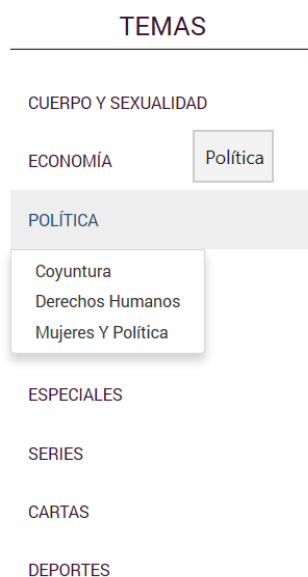 TEMAS
CUERPO Y SEXUALIDAD
ECONOMÍA
Política
POLÍTICA
Coyuntura
Derechos Humanos
Mujeres Y Política
ESPECIALES
SERIES
CARTAS
DEPORTES